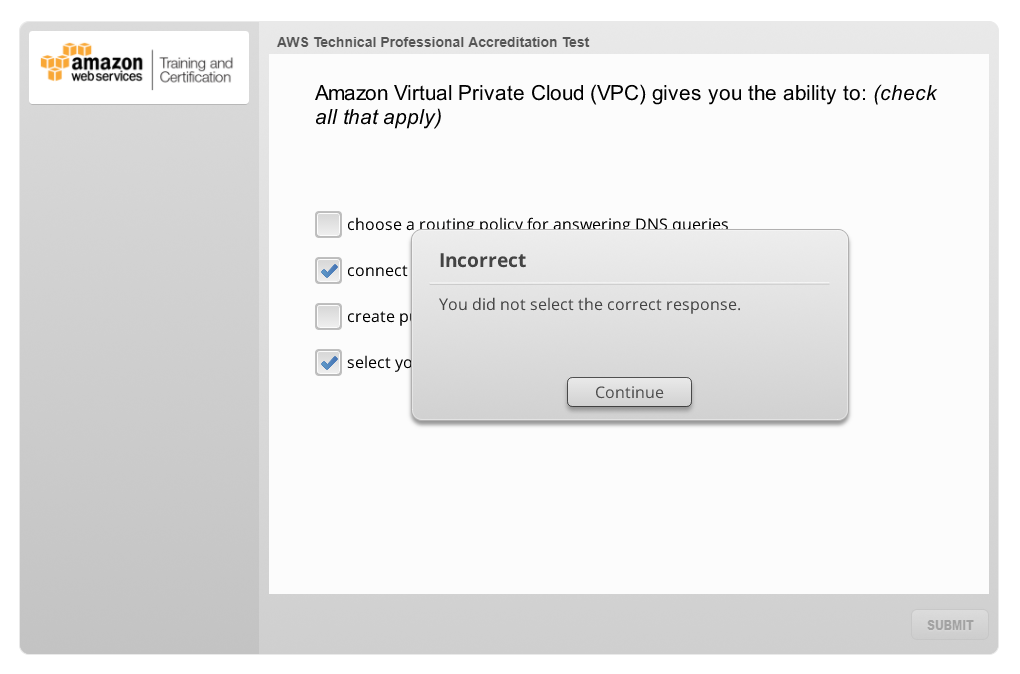 AWS Technical Professional Accreditation Test
amazon
webservices
Training and
Certification
Amazon Virtual Private Cloud (VPC) gives you the ability to: (check
all that apply)
choose a routing policy for answering DNS queries
connect
create
select
Incorrect
You did not select the correct response.
Continue
SUBMIT